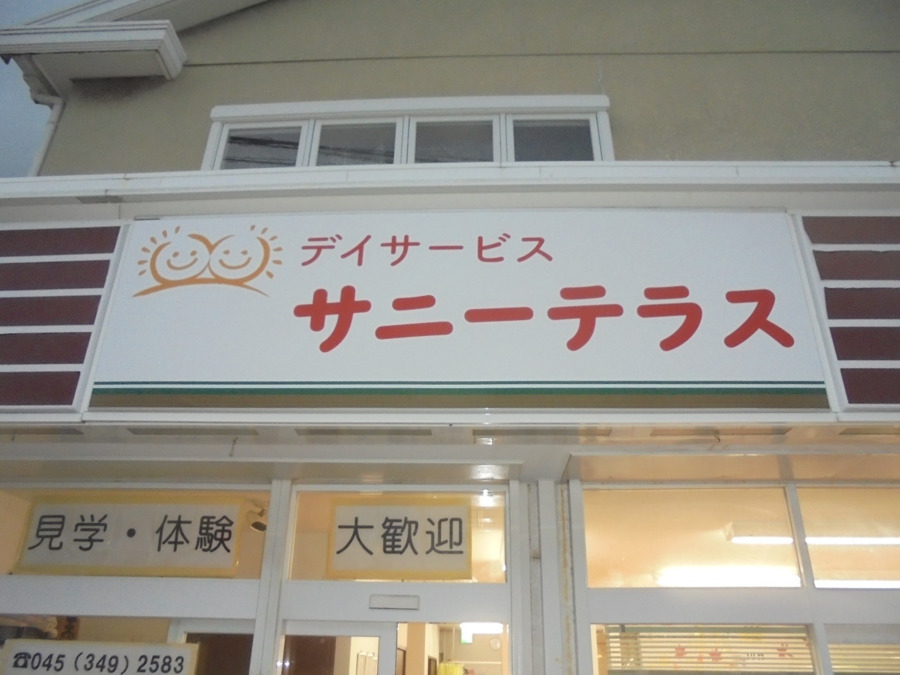 デイサービス
サニーテラス
見学・体験
大歓迎
☎045（349）2583